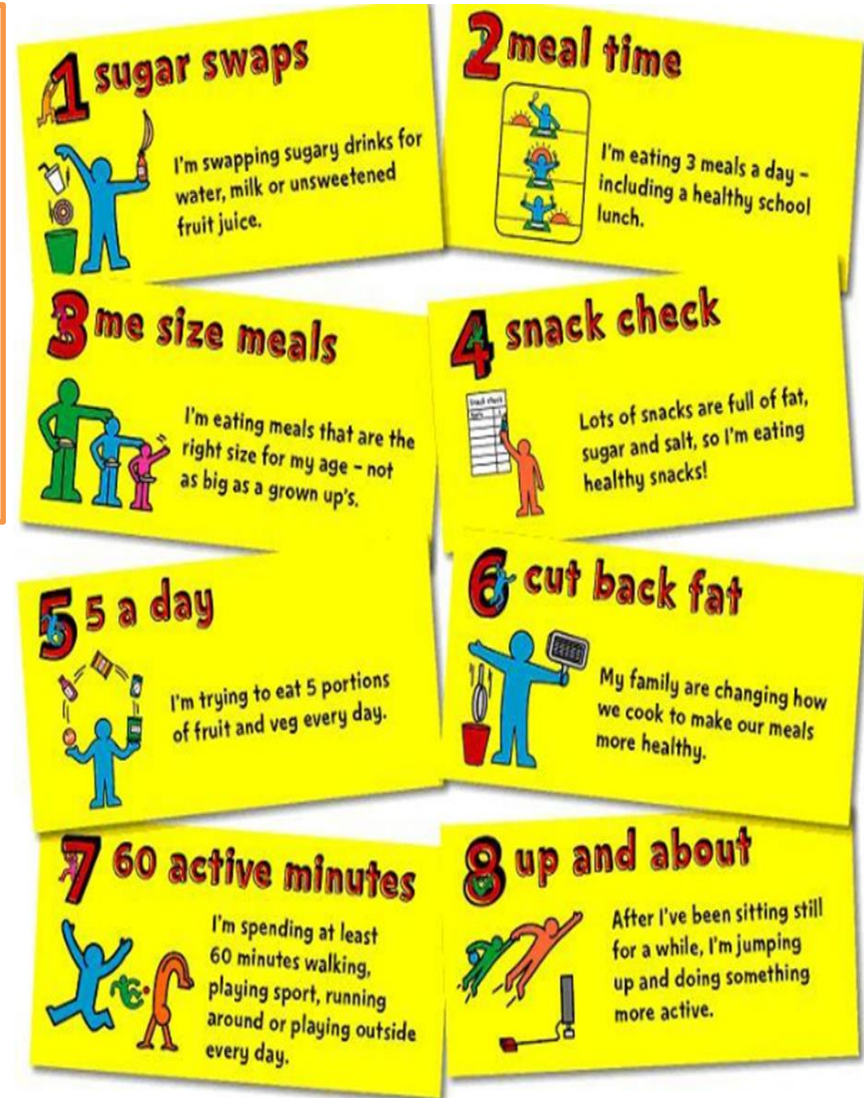 1 sugar swaps
I'm swapping sugary drinks for
water, milk or unsweetened
fruit juice.
2 meal time
I'm eating 3 meals a day –
including a healthy school
lunch.
3 me size meals
I'm eating meals that are the
right size for my age – not
as big as a grown up's.
4 snack check
Snack check
Lots of snacks are full of fat,
sugar and salt, so I'm eating
healthy snacks!
5 5 a day
I'm trying to eat 5 portions
of fruit and veg every day.
6 cut back fat
My family are changing how
we cook to make our meals
more healthy.
7 60 active minutes
I'm spending at least
60 minutes walking,
playing sport, running
around or playing outside
every day.
8 up and about
After I've been sitting still
for a while, I'm jumping
up and doing something
more active.